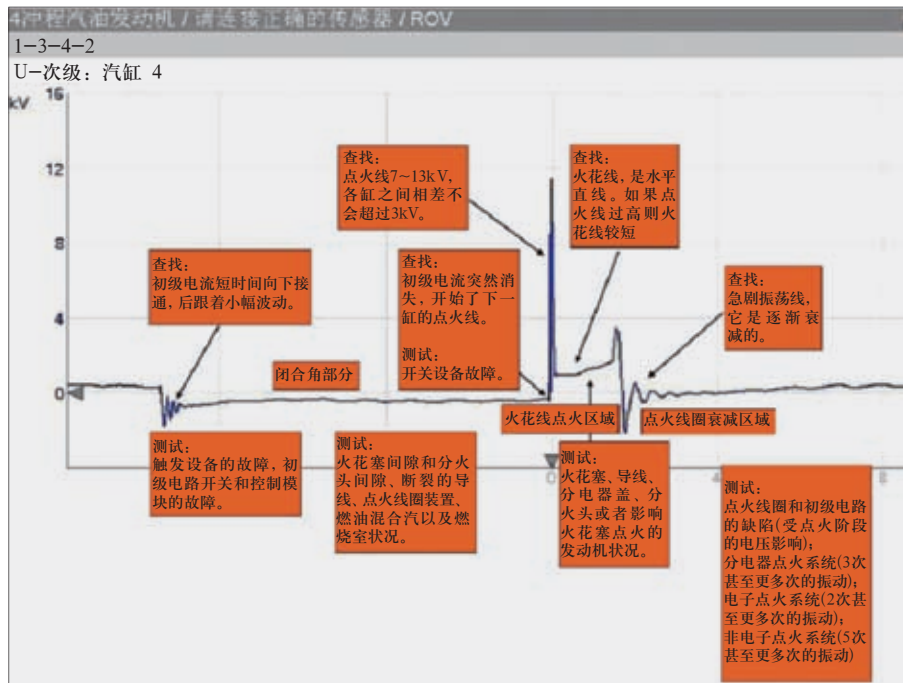 4冲程汽油发动机 / 请连接正确的传感器 / ROV
1-3-4-2
U-次级：汽缸 4
kV
16
12
8
4
0
查找：
点火线7~13kV，
各缸之间相差不
会超过3kV。
查找：
火花线，是水平
直线。如果点
火线过高则火
花线较短
查找：
初级电流短时间向下接
通，后跟着小幅波动。
查找：
初级电流突然消
失，开始了下一
缸的点火线。
测试：
开关设备故障。
查找：
急剧振荡线，
它是逐渐衰
减的。
闭合角部分
火花线点火区域
点火线圈衰减区域
测试：
触发设备的故障，初
级电路开关和控制模
块的故障。
测试：
火花塞间隙和分火
头间隙、断裂的导
线、点火线圈装置、
燃油混合汽以及燃
烧室状况。
测试：
火花塞、导线、
分电器盖、分
火头或者影响
火花塞点火的
发动机状况。
0
4
8
测试：
点火线圈和初级电路
的缺陷(受点火阶段
的电压影响)；
分电器点火系统(3次
甚至更多次的振动)；
电子点火系统(2次甚
至更多次的振动)；
非电子点火系统(5次
甚至更多次的振动)